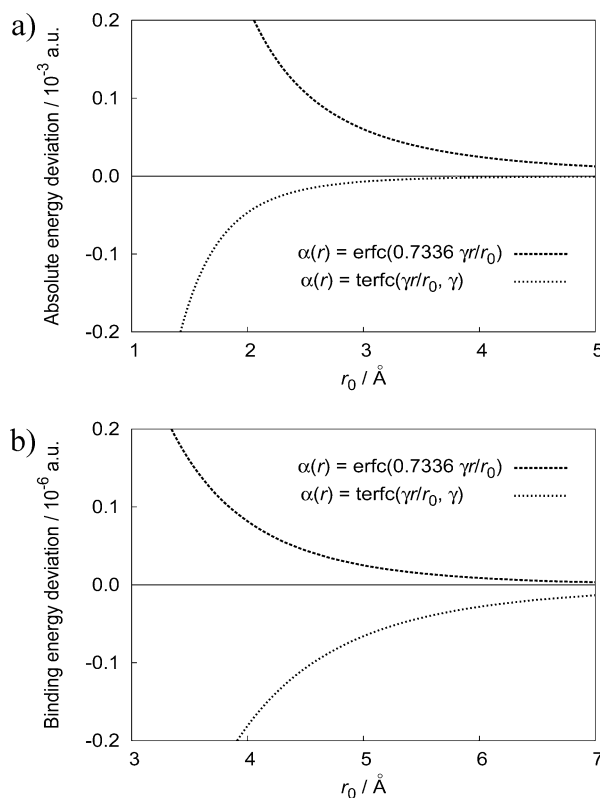 a)
Absolute energy deviation / 10⁻³ a.u.
0.2
0.1
0.0
-0.1
-0.2
α(r) = erfc(0.7336 γr/r₀)
α(r) = terfc(γr/r₀, γ)
1 2 3 4 5
r₀ / Å
b)
Binding energy deviation / 10⁻⁶ a.u.
0.2
0.1
0.0
-0.1
-0.2
α(r) = erfc(0.7336 γr/r₀)
α(r) = terfc(γr/r₀, γ)
3 4 5 6 7
r₀ / Å